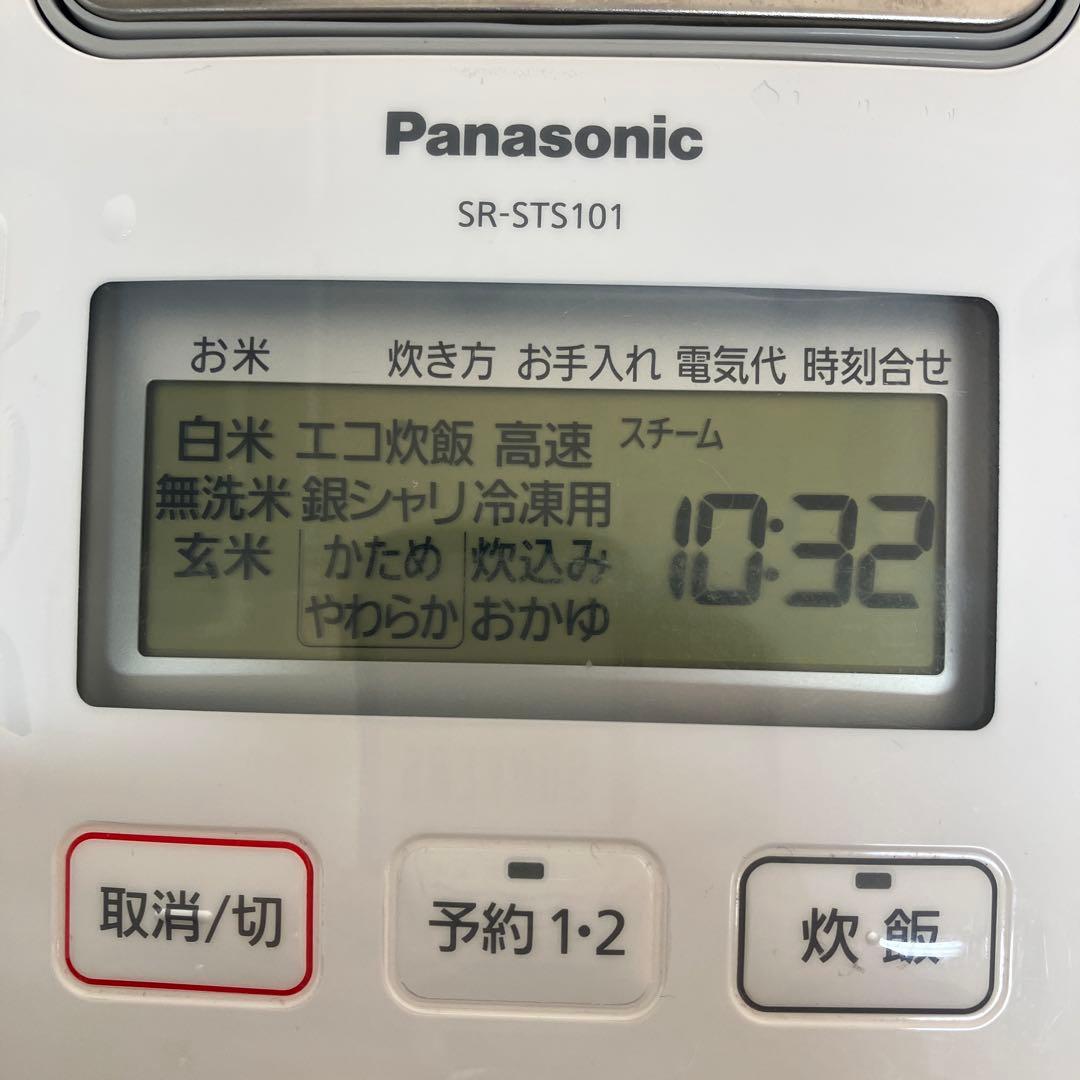 Panasonic
SR-STS101
お米 炊き方 お手入れ 電気代 時刻合せ
白米 エコ炊飯 高速 スチーム
無洗米 銀シャリ 冷凍用
玄米 かため 炊込み
やわらか おかゆ
10:32
取消/切 予約1・2 炊飯